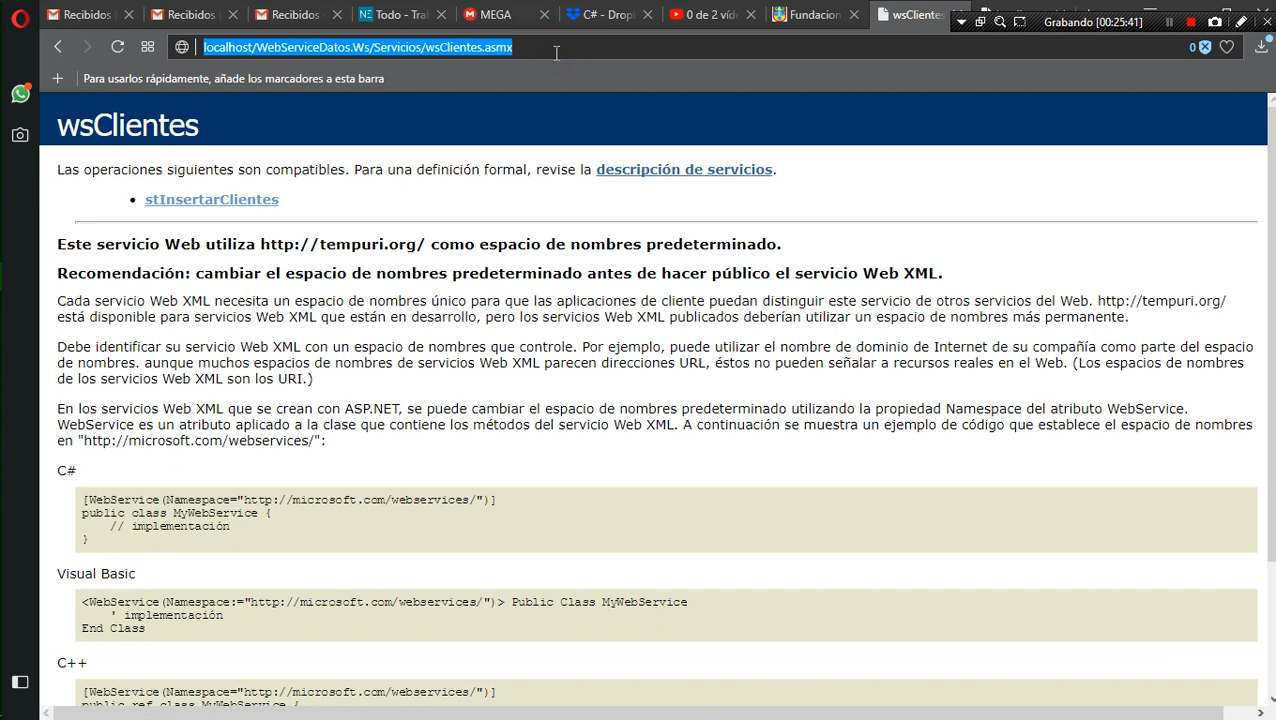 Recibidos (
Recibidos (
Recibidos -
Todo - Tra
MEGA
C# - Dropl
0 de 2 víde
Fundacion
wsClientes
Grabando 00:25:41
localhost/WebServiceDatos.Ws/Servicios/wsClientes.asmx
0
Para usarlos rápidamente, añade los marcadores a esta barra
wsClientes
Las operaciones siguientes son compatibles. Para una definición formal, revise la descripción de servicios.
stInsertarClientes
Este servicio Web utiliza http://tempuri.org/ como espacio de nombres predeterminado.
Recomendación: cambiar el espacio de nombres predeterminado antes de hacer público el servicio Web XML.
Cada servicio Web XML necesita un espacio de nombres único para que las aplicaciones de cliente puedan distinguir este servicio de otros servicios del Web. http://tempuri.org/
está disponible para servicios Web XML que están en desarrollo, pero los servicios Web XML publicados deberían utilizar un espacio de nombres más permanente.
Debe identificar su servicio Web XML con un espacio de nombres que controle. Por ejemplo, puede utilizar el nombre de dominio de Internet de su compañía como parte del espacio
de nombres. aunque muchos espacios de nombres de servicios Web XML parecen direcciones URL, éstos no pueden señalar a recursos reales en el Web. (Los espacios de nombres
de los servicios Web XML son los URI.)
En los servicios Web XML que se crean con ASP.NET, se puede cambiar el espacio de nombres predeterminado utilizando la propiedad Namespace del atributo WebService.
WebService es un atributo aplicado a la clase que contiene los métodos del servicio Web XML. A continuación se muestra un ejemplo de código que establece el espacio de nombres
en "http://microsoft.com/webservices/":
C#
[WebService(Namespace="http://microsoft.com/webservices/")]
public class MyWebService {
// implementación
}
Visual Basic
<WebService(Namespace:="http://microsoft.com/webservices/")> Public Class MyWebService
' implementación
End Class
C++
[WebService(Namespace="http://microsoft.com/webservices/")]
public ref class MyWebService {